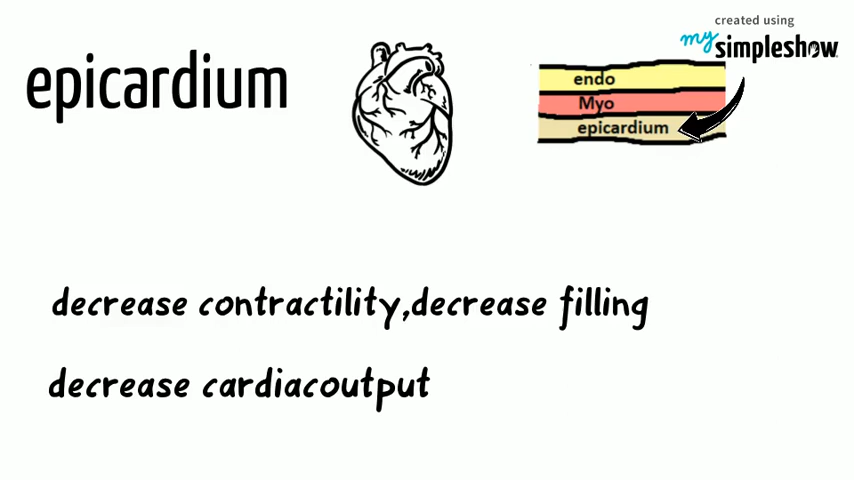 created using
my simpleshow.
epicardium
endo
Myo
epicardium
decrease contractility,decrease filling
decrease cardiacoutput